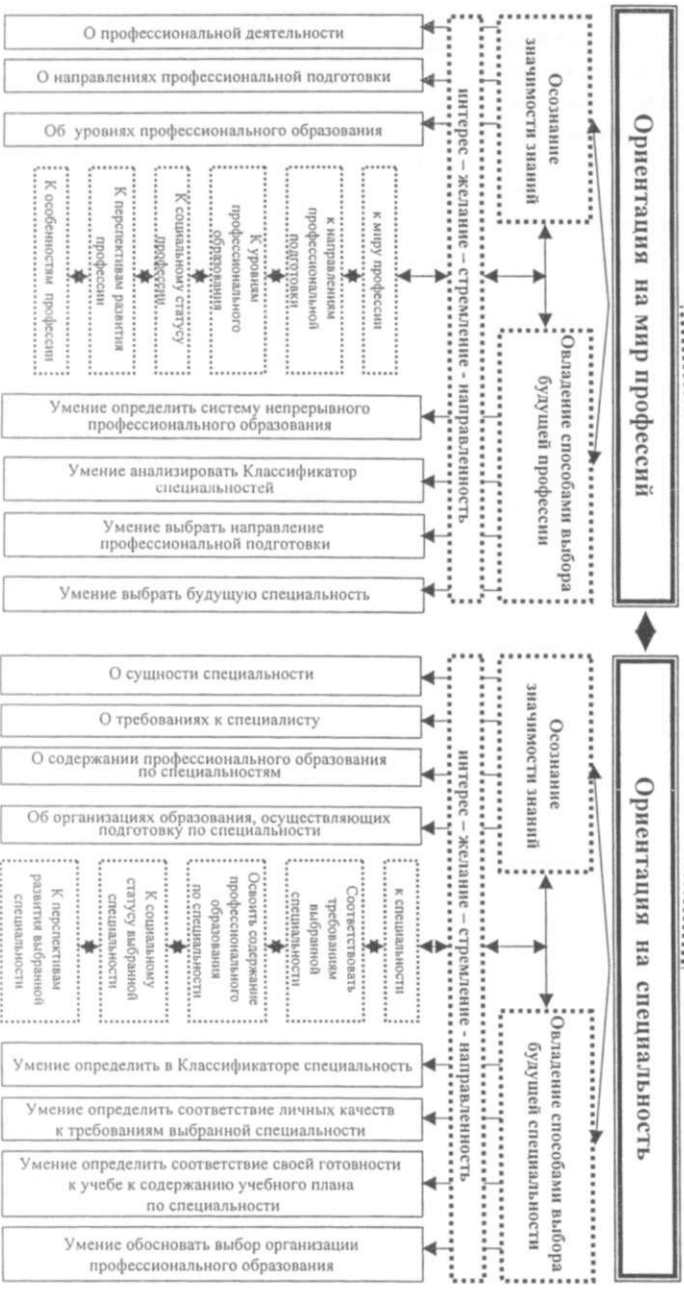 Ориентация на мир профессий
Осознание
значимости знаний
Овладение способами выбора
будущей профессии
интерес – желание – стремление - направленность
О профессиональной деятельности
О направлениях профессиональной подготовки
Об уровнях профессионального образования
к миру профессии
к направлениям
профессиональной
подготовки
К уровням
профессионального
образования
К социальному статусу
профессии
К перспективам развития
профессии
К особенностям профессии
Умение определить систему непрерывного
профессионального образования
Умение анализировать Классификатор
специальностей
Умение выбрать направление
профессиональной подготовки
Умение выбрать будущую специальность
Ориентация на специальность
Осознание
значимости знаний
Овладение способами выбора
будущей специальности
интерес – желание – стремление - направленность
О сущности специальности
О требованиях к специалисту
О содержании профессионального образования
по специальностям
Об организациях образования, осуществляющих
подготовку по специальности
к специальности
Соответствовать
требованиям
выбранной
специальности
Освоить содержание
профессионального
образования
по специальности
К социальному
статусу выбранной
специальности
К перспективам
развития выбранной
специальности
Умение определить в Классификаторе специальность
Умение определить соответствие личных качеств
к требованиям выбранной специальности
Умение определить соответствие своей готовности
к учебе к содержанию учебного плана
по специальности
Умение обосновать выбор организации
профессионального образования